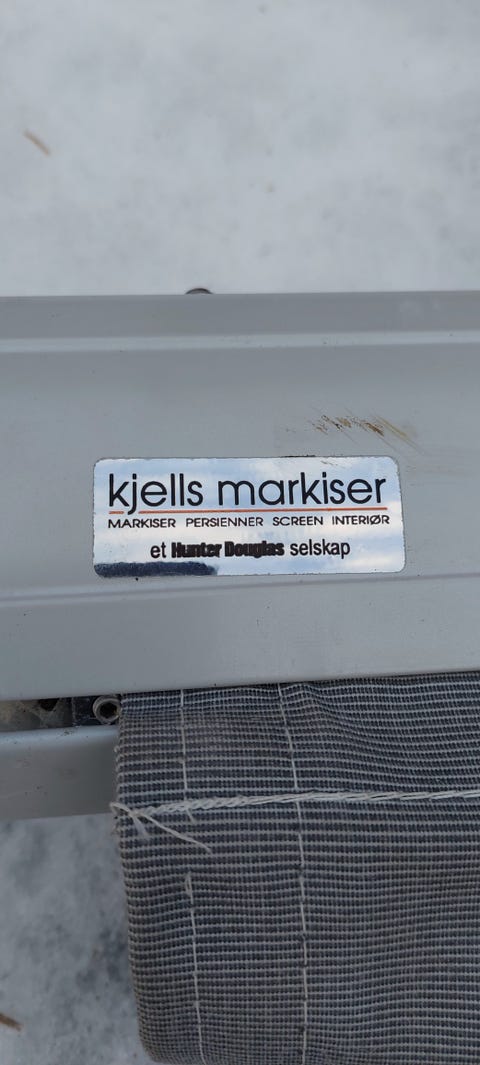 kjells markiser
MARKISER PERSIENNER SCREEN INTERIØR
et Hunter Douglas selskap